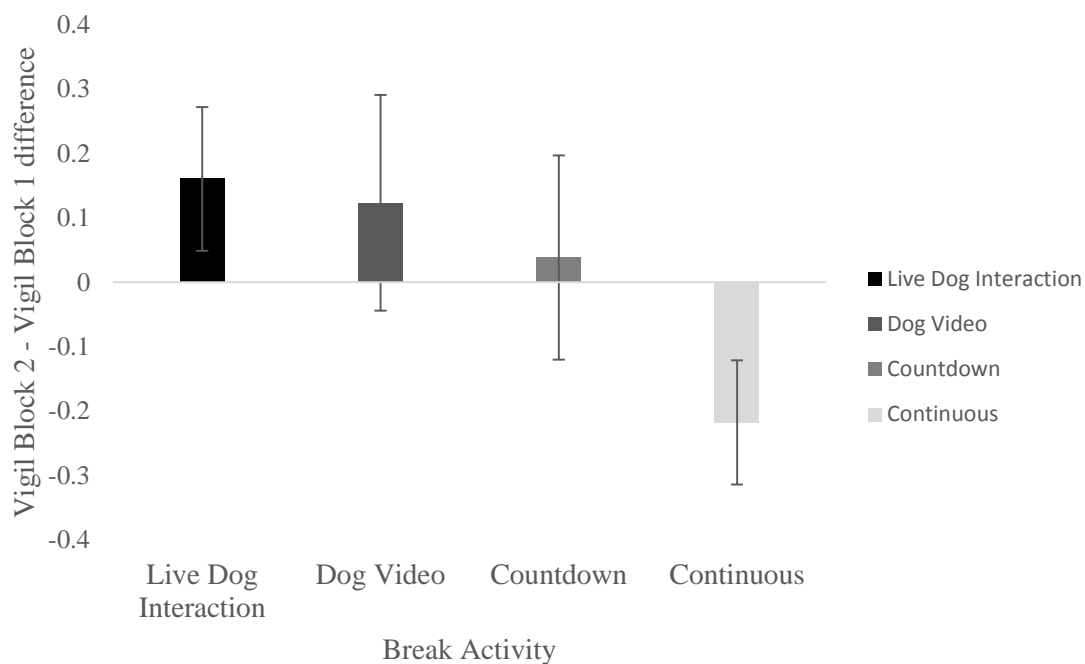 Vigil Block 2 - Vigil Block 1 difference
0.4
0.3
0.2
0.1
0
-0.1
-0.2
-0.3
-0.4
Live Dog
Interaction
Dog Video
Countdown
Continuous
Break Activity
Live Dog Interaction
Dog Video
Countdown
Continuous